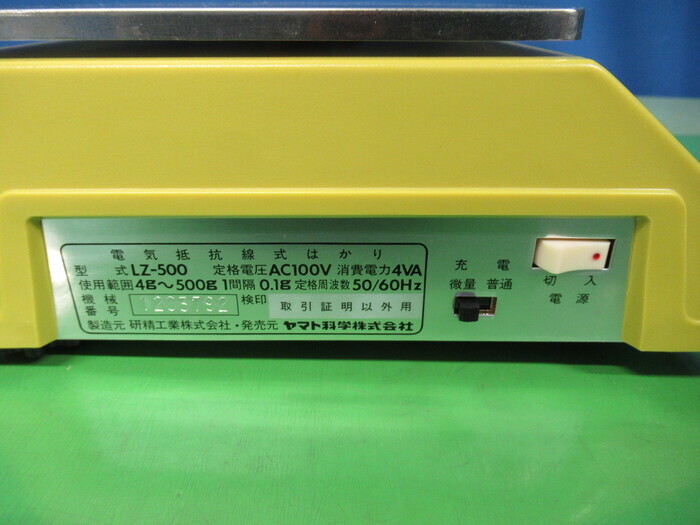 電気抵抗線式はかり
型式 LZ-500 定格電圧 AC100V 消費電力 4VA
使用範囲 4g～500g 1間隔 0.1g 定格周波数 50/60Hz
機械番号 検印 取引証明以外用
製造元 研精工業株式会社・発売元 ヤマト科学株式会社
充電
微量 普通
切 入
電源